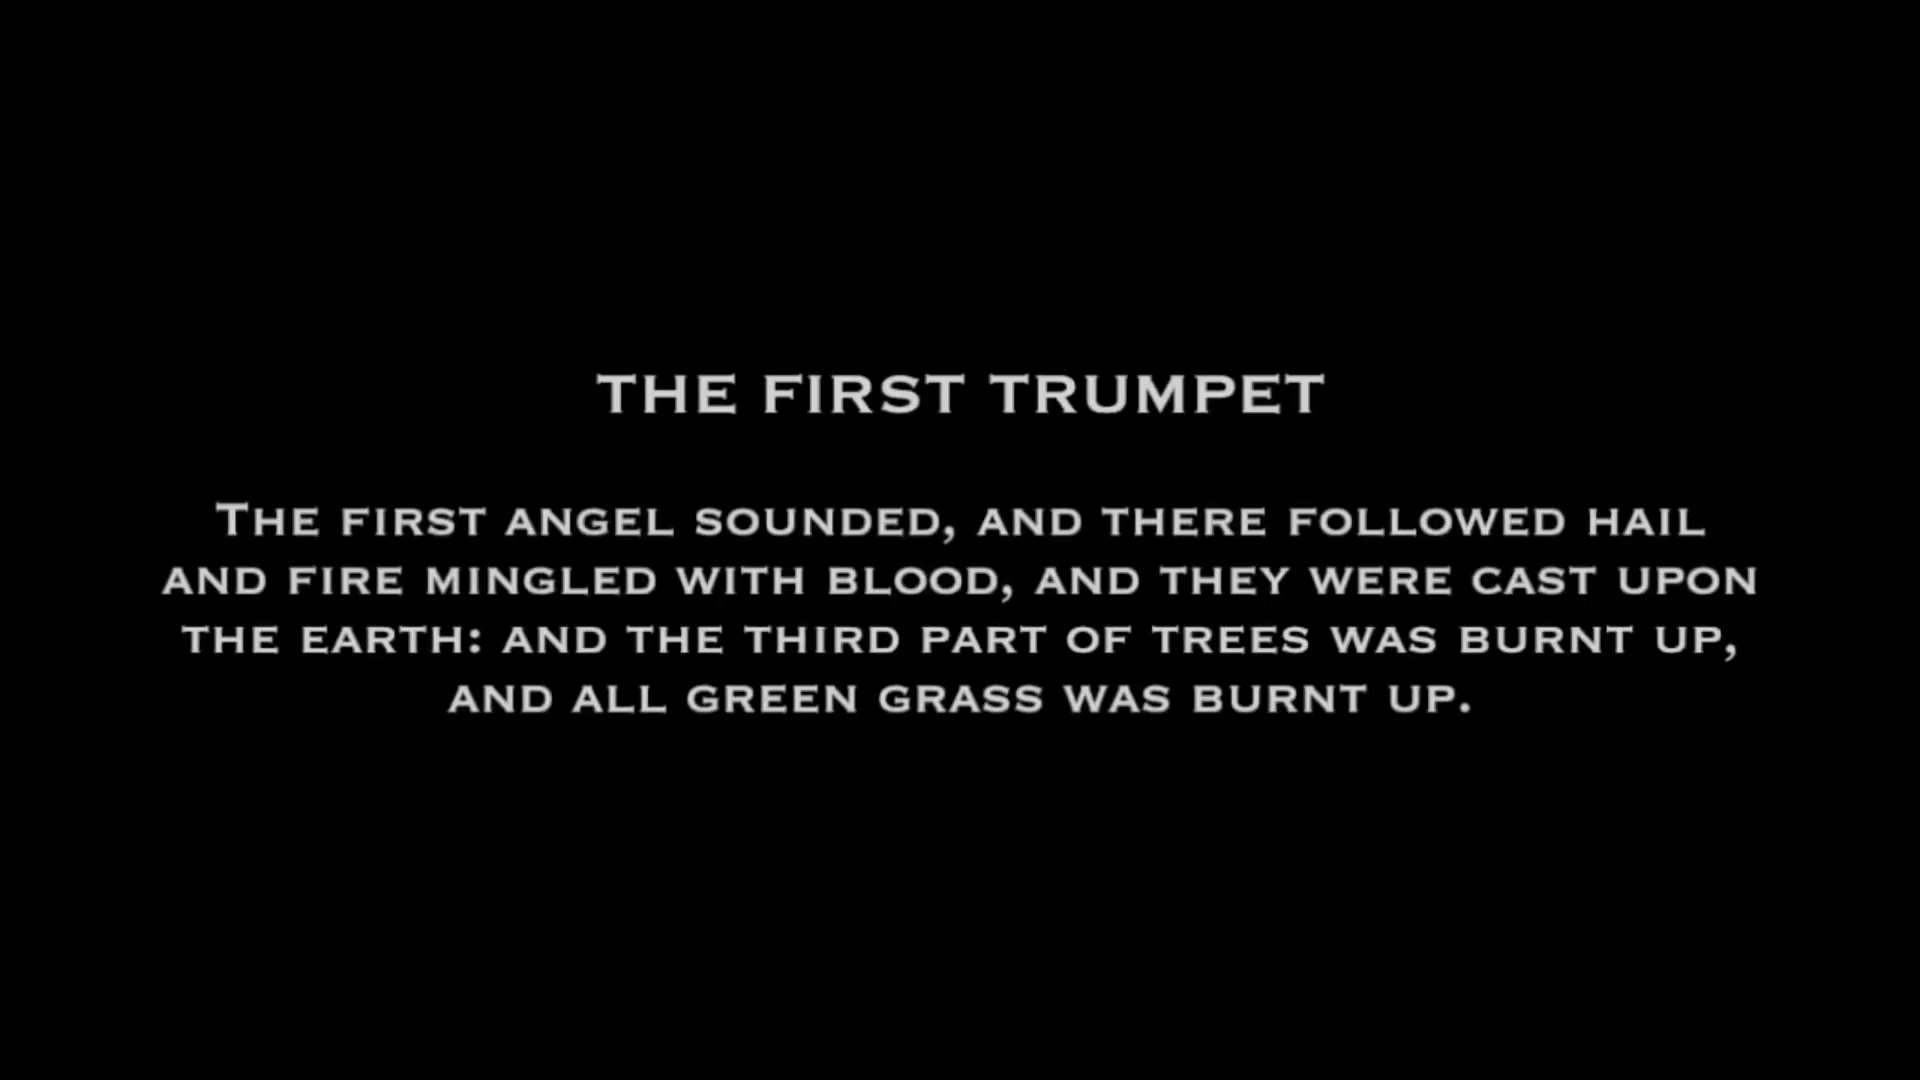 THE FIRST TRUMPET
THE FIRST ANGEL SOUNDED, AND THERE FOLLOWED HAIL
AND FIRE MINGLED WITH BLOOD, AND THEY WERE CAST UPON
THE EARTH: AND THE THIRD PART OF TREES WAS BURNT UP,
AND ALL GREEN GRASS WAS BURNT UP.